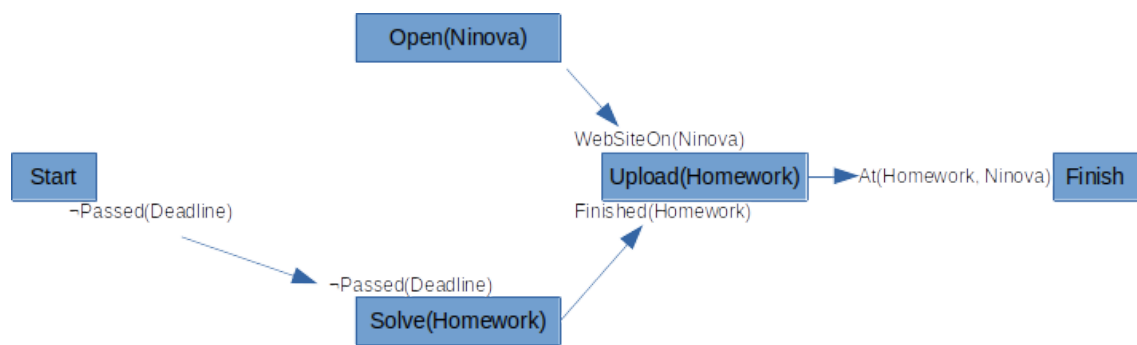 Open(Ninova)
WebSiteOn(Ninova)
Start
Upload(Homework)
At(Homework, Ninova)
Finish
¬Passed(Deadline)
Finished(Homework)
¬Passed(Deadline)
Solve(Homework)